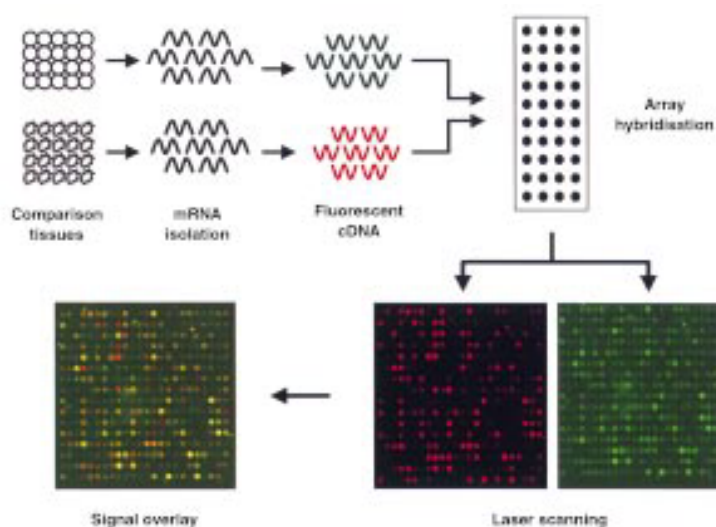 Array
hybridisation
Comparison
tissues
mRNA
isolation
Fluorescent
cDNA
Signal overlay
Laser scanning